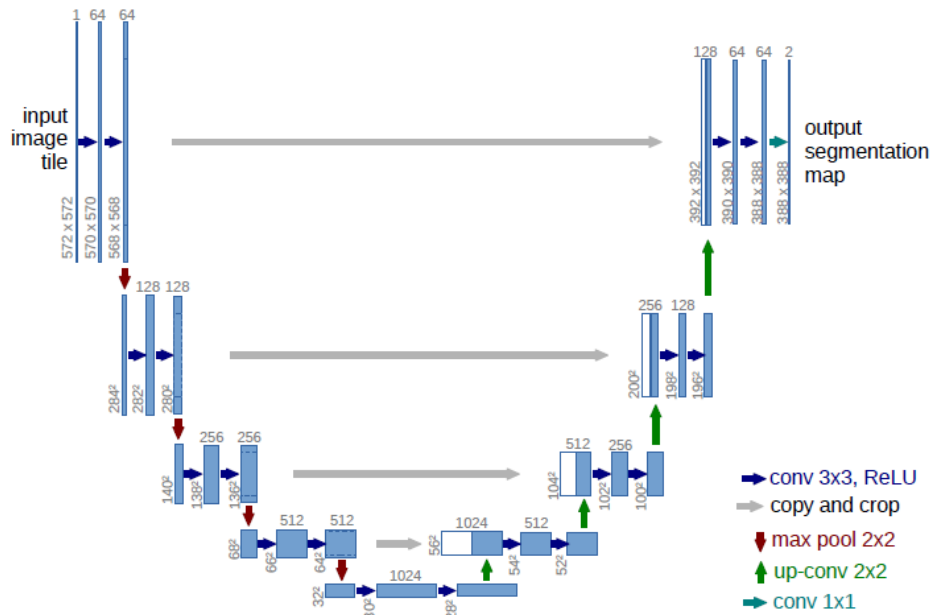 1 64 64
128 64 64 2
input
image
tile
output
segmentation
map
572 x 572
570 x 570
568 x 568
392 x 392
390 x 390
388 x 388
388 x 388
128 128
256 128
284²
282²
280²
200²
198²
196²
256 256
512 256
140²
138²
136²
104²
102²
100²
512 512
1024 512
68²
66²
64²
56²
54²
52²
1024
32²
30²
28²
conv 3x3, ReLU
copy and crop
max pool 2x2
up-conv 2x2
conv 1x1